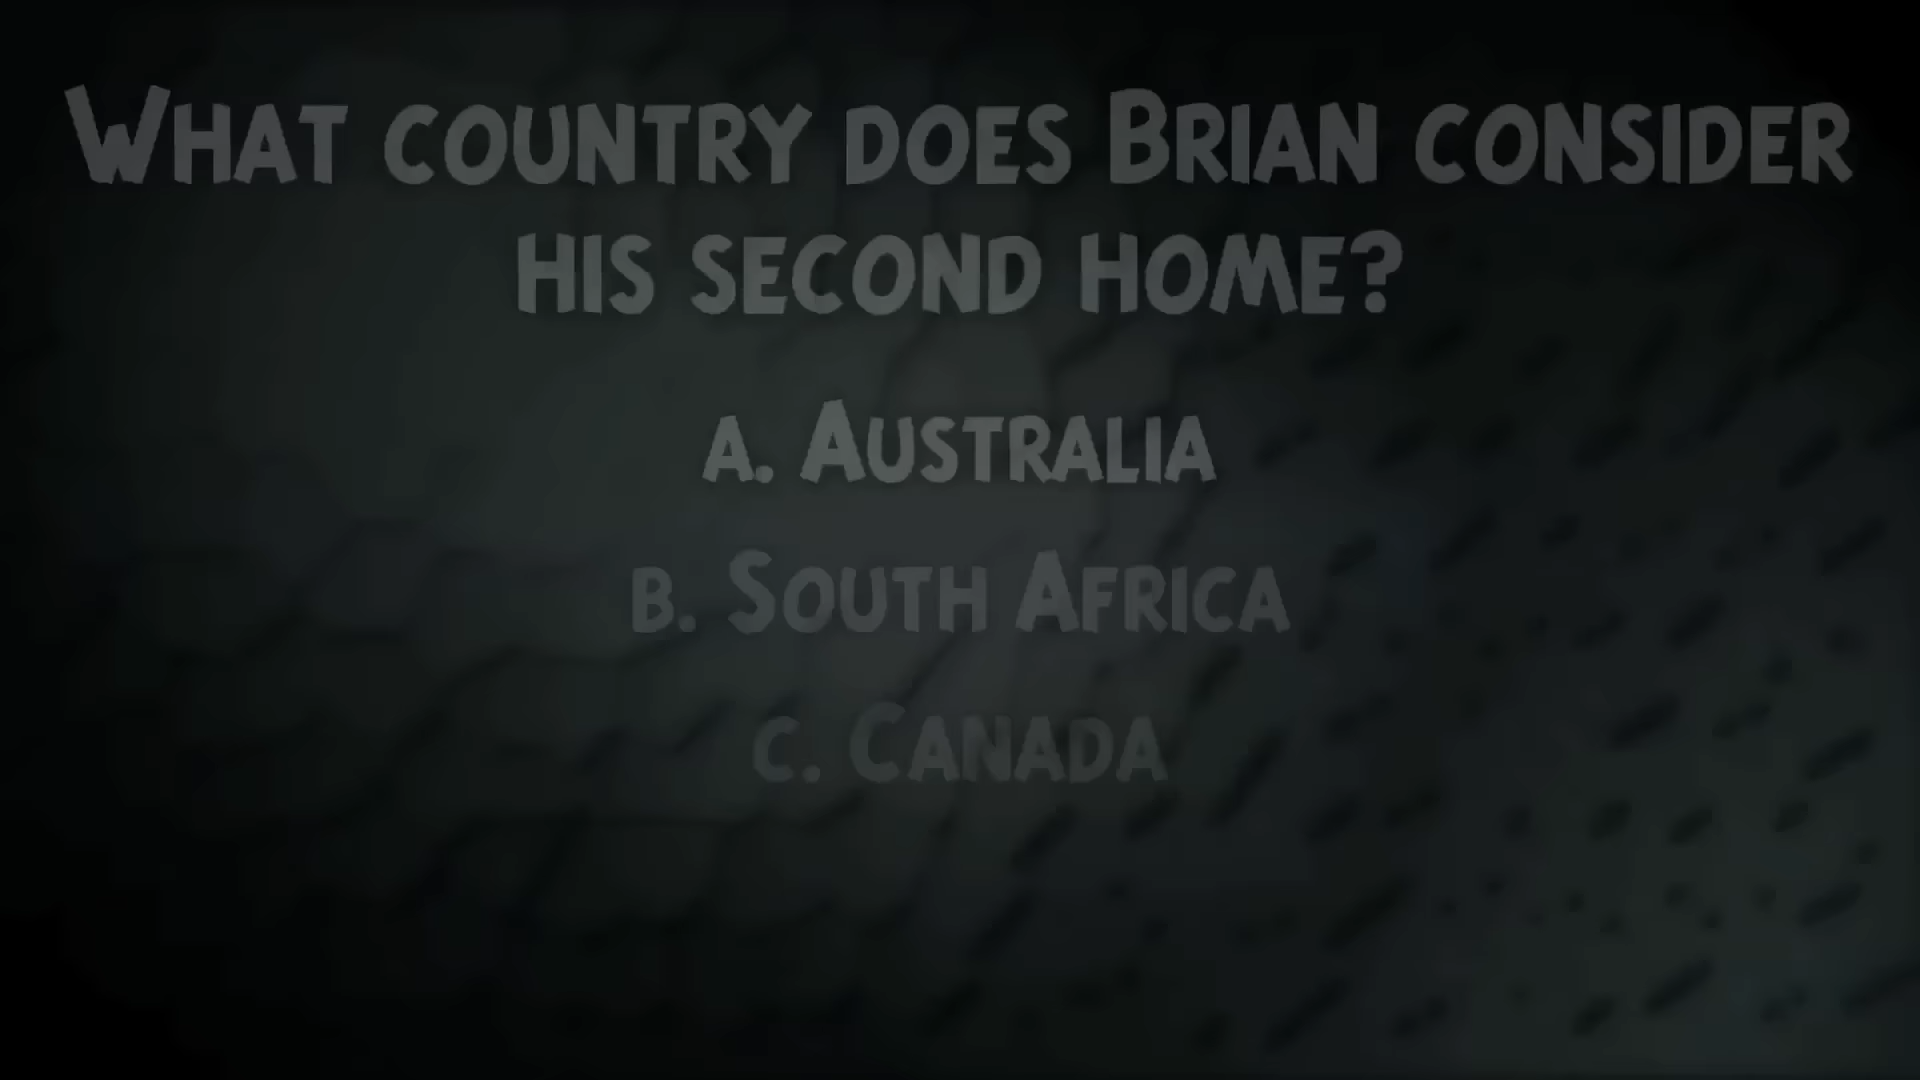 What country does Brian consider
his second home?
a. Australia
b. South Africa
c. Canada